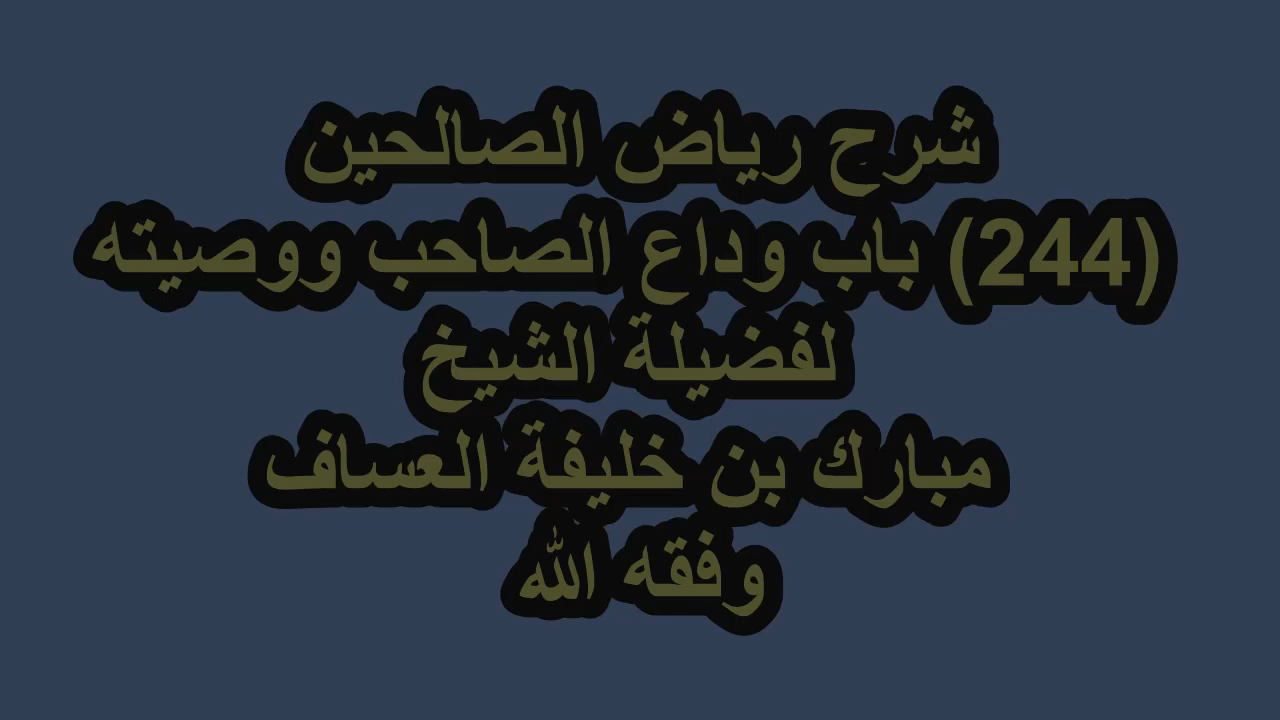 شرح رياض الصالحين
(244) باب وداع الصاحب ووصيته
لفضيلة الشيخ
مبارك بن خليفة العساف
وفقه الله